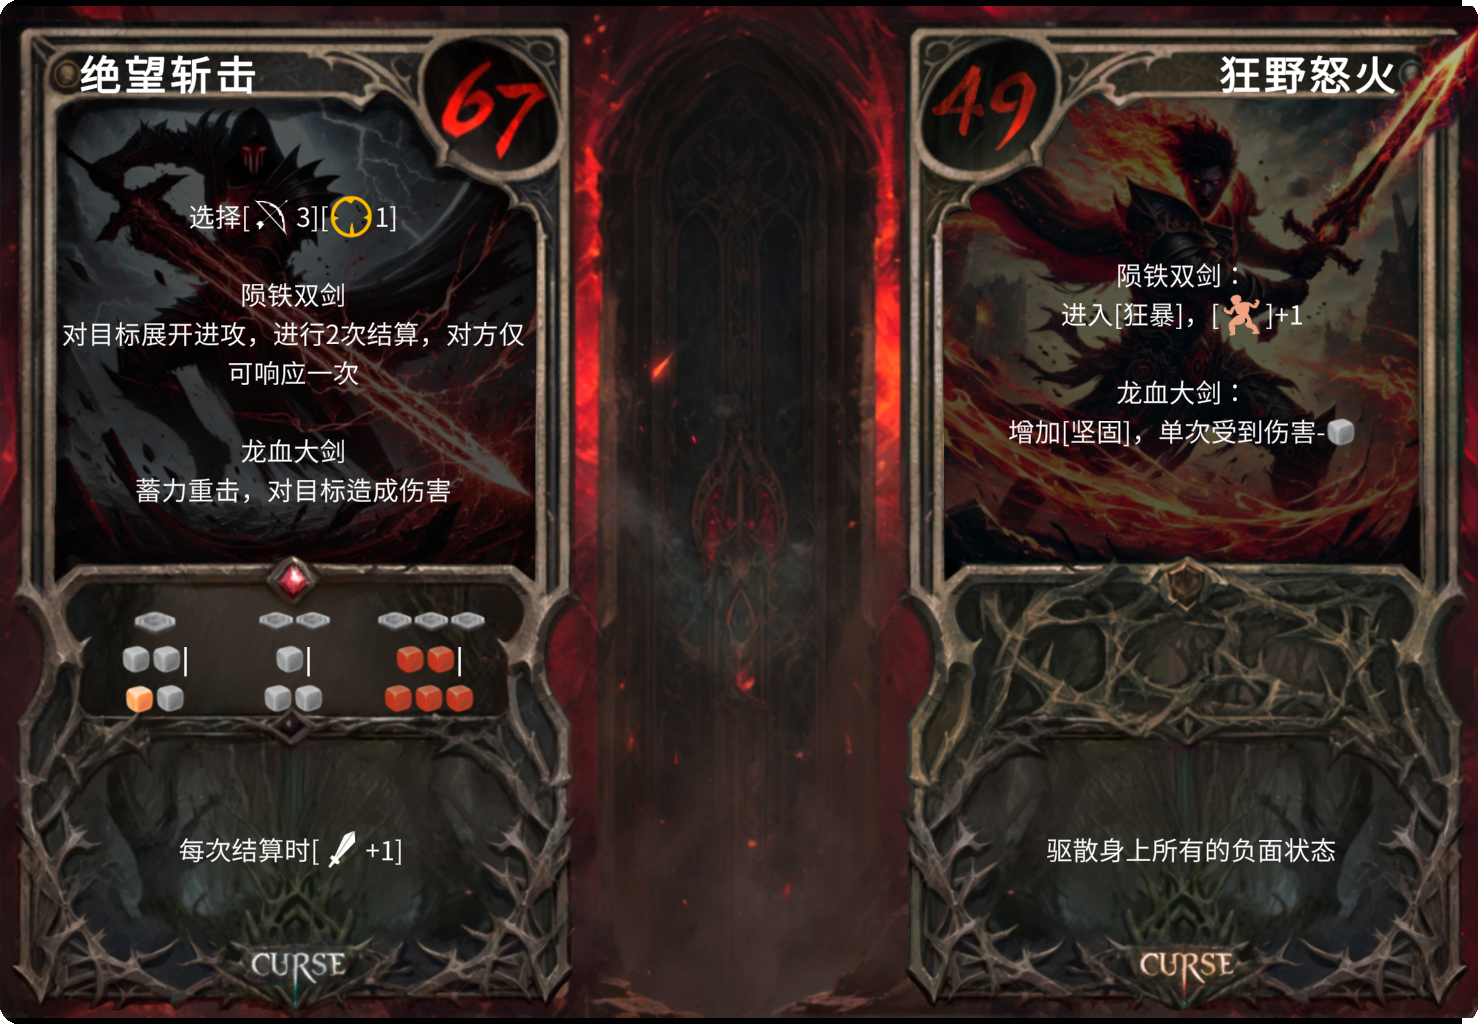 绝望斩击
67
选择[ 3][ 1]
陨铁双剑
对目标展开进攻，进行2次结算，对方仅
可响应一次
龙血大剑
蓄力重击，对目标造成伤害
|
|
|
每次结算时[ +1]
CURSE
49
狂野怒火
陨铁双剑：
进入[狂暴]，[ ]+1
龙血大剑：
增加[坚固]，单次受到伤害-
驱散身上所有的负面状态
CURSE